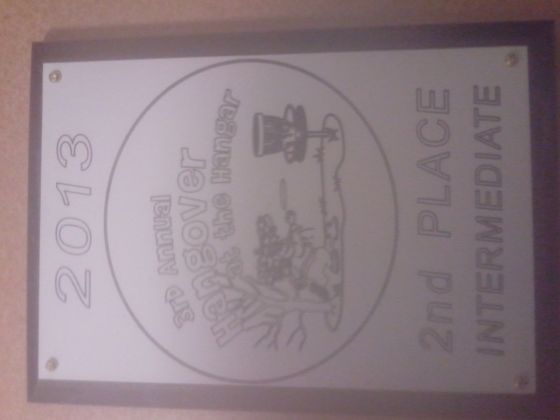 2013
3rd Annual
Hangover
at the Hangar
2nd PLACE
INTERMEDIATE